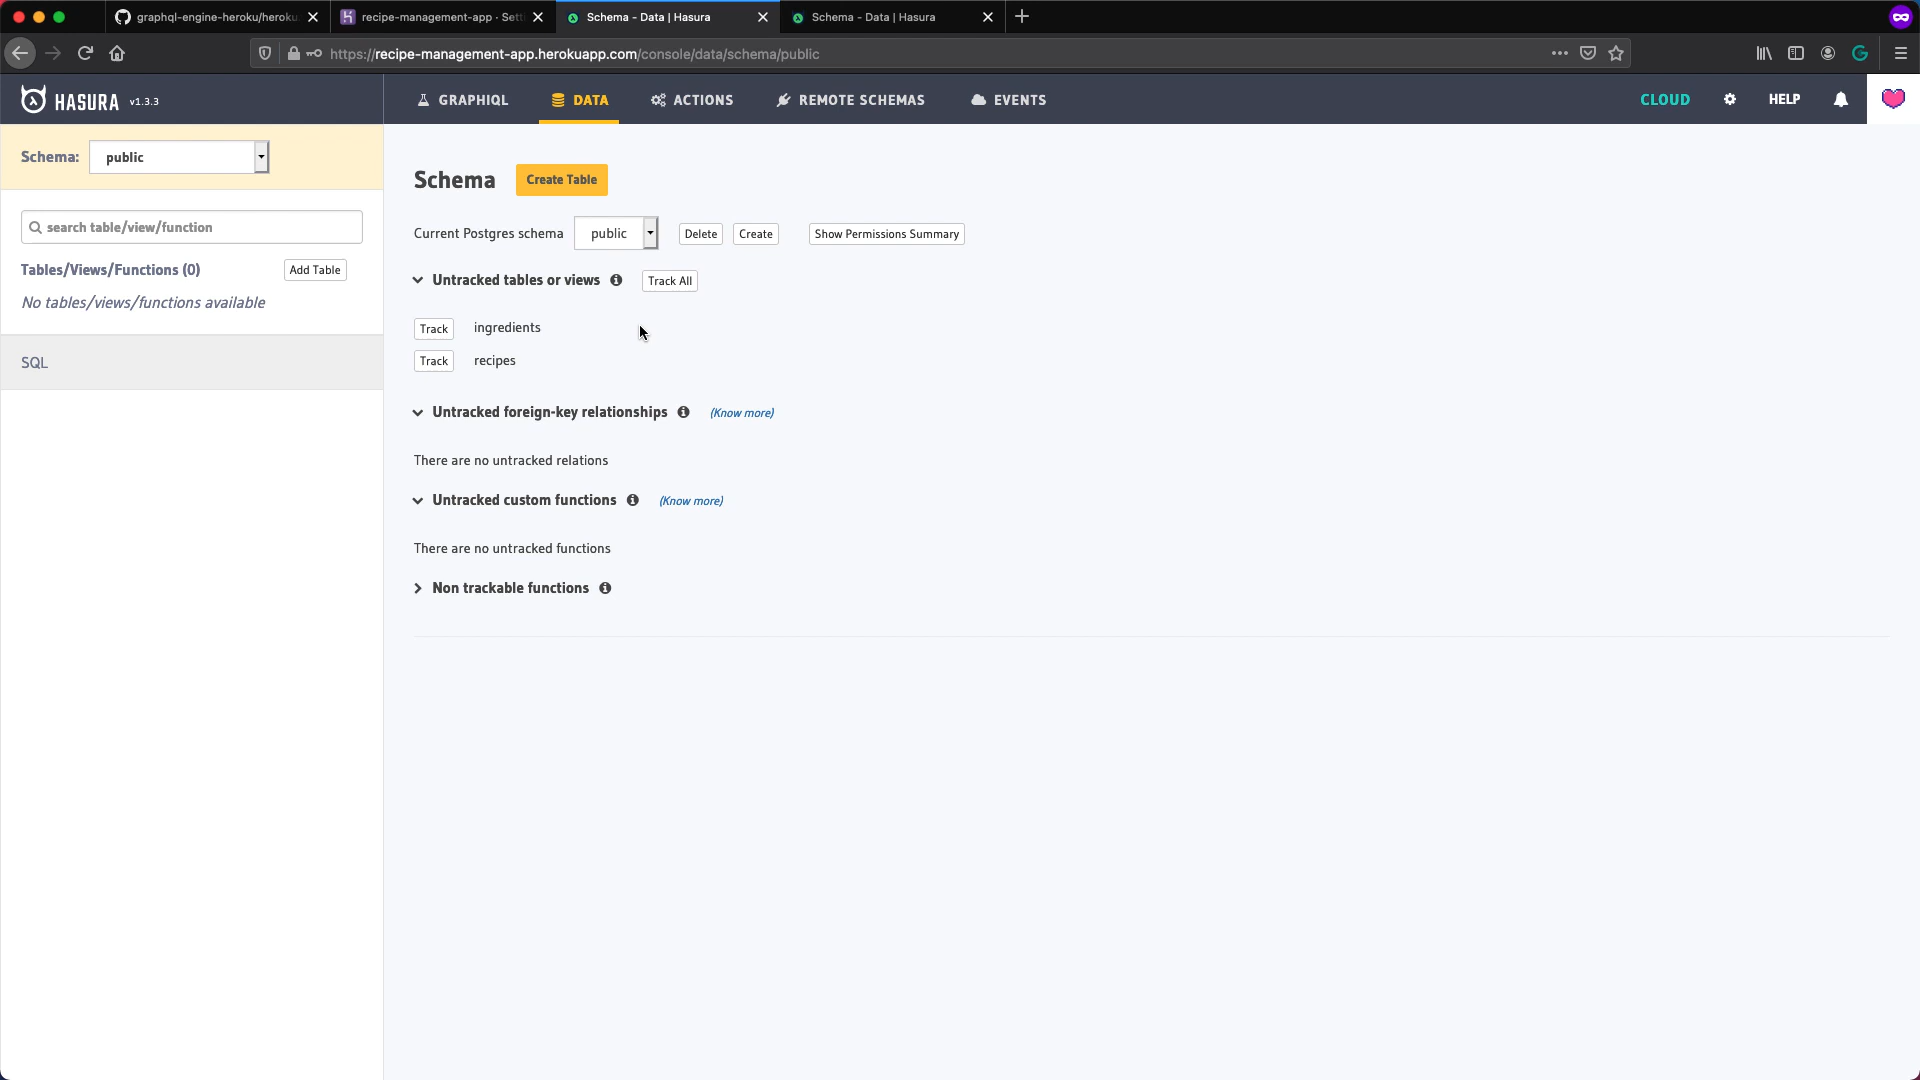 graphql-engine-heroku/heroku
recipe-management-app · Sett
Schema - Data | Hasura
Schema - Data | Hasura
https://recipe-management-app.herokuapp.com/console/data/schema/public
HASURA v1.3.3
GRAPHIQL
DATA
ACTIONS
REMOTE SCHEMAS
EVENTS
CLOUD
HELP
Schema: public
search table/view/function
Tables/Views/Functions (0) Add Table
No tables/views/functions available
SQL
Schema Create Table
Current Postgres schema public Delete Create Show Permissions Summary
Untracked tables or views Track All
Track ingredients
Track recipes
Untracked foreign-key relationships (Know more)
There are no untracked relations
Untracked custom functions (Know more)
There are no untracked functions
Non trackable functions